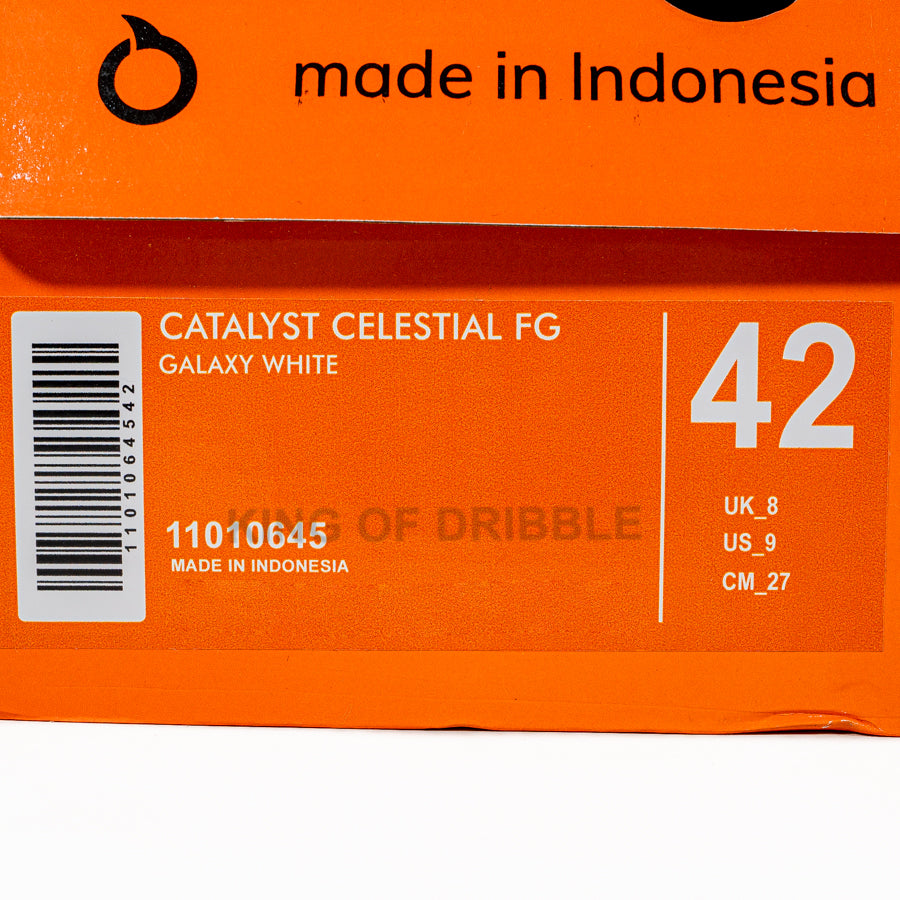 made in Indonesia
CATALYST CELESTIAL FG
GALAXY WHITE
1101064542
11010645
KING OF DRIBBLE
MADE IN INDONESIA
42
UK_8
US_9
CM_27